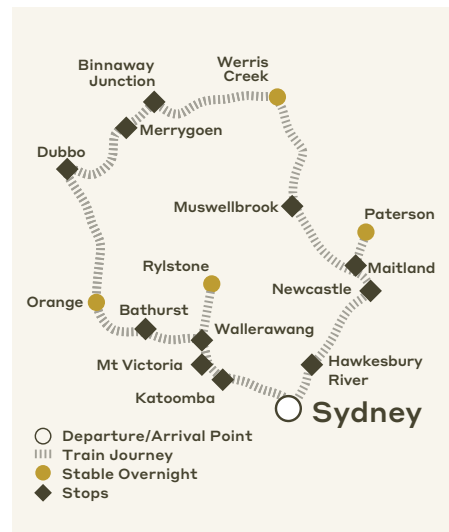 Werris
Creek
Binnaway
Junction
Merrygoen
Dubbo
Muswellbrook
Paterson
Rylstone
Maitland
Newcastle
Orange
Bathurst
Wallerawang
Mt Victoria
Hawkesbury
River
Katoomba
Sydney
Departure/Arrival Point
Train Journey
Stable Overnight
Stops